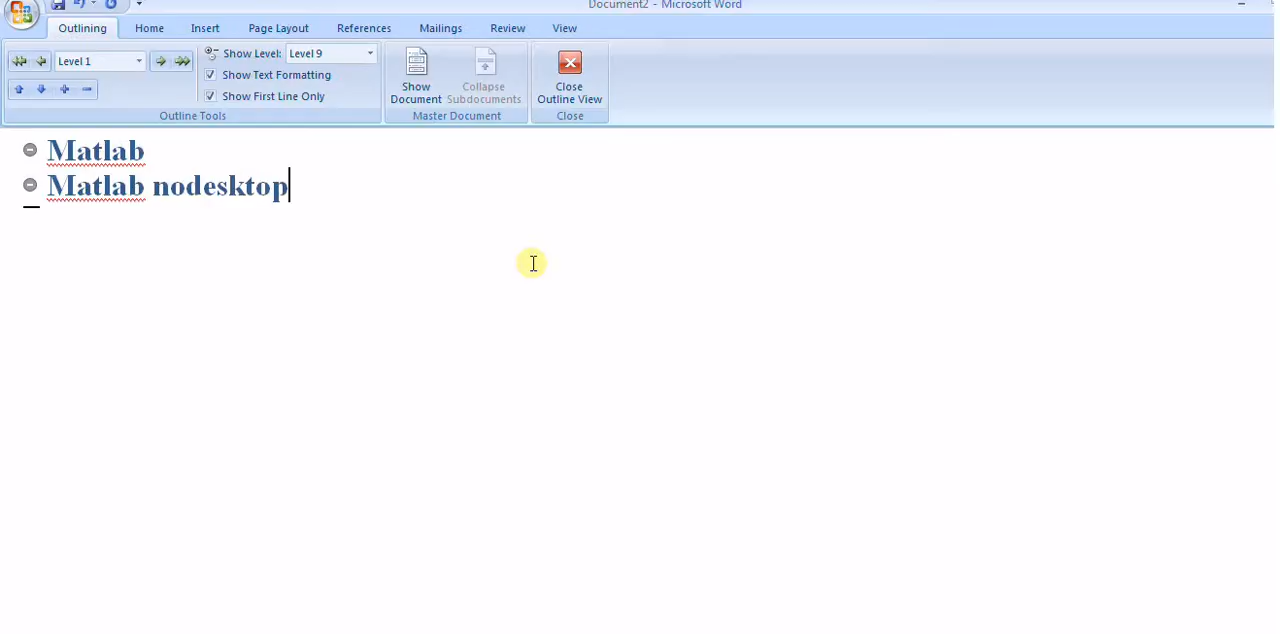 Document2 - Microsoft Word
Outlining Home Insert Page Layout References Mailings Review View
Level 1
Show Level: Level 9
Show Text Formatting
Show First Line Only
Outline Tools
Show Document
Collapse Subdocuments
Master Document
Close Outline View
Close
Matlab
Matlab nodesktop